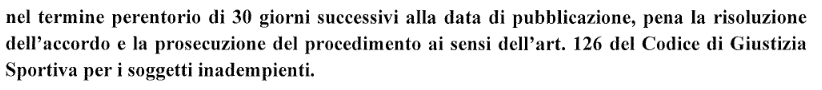 nel termine perentorio di 30 giorni successivi alla data di pubblicazione, pena la risoluzione
dell'accordo e la prosecuzione del procedimento ai sensi dell'art. 126 del Codice di Giustizia
Sportiva per i soggetti inadempienti.